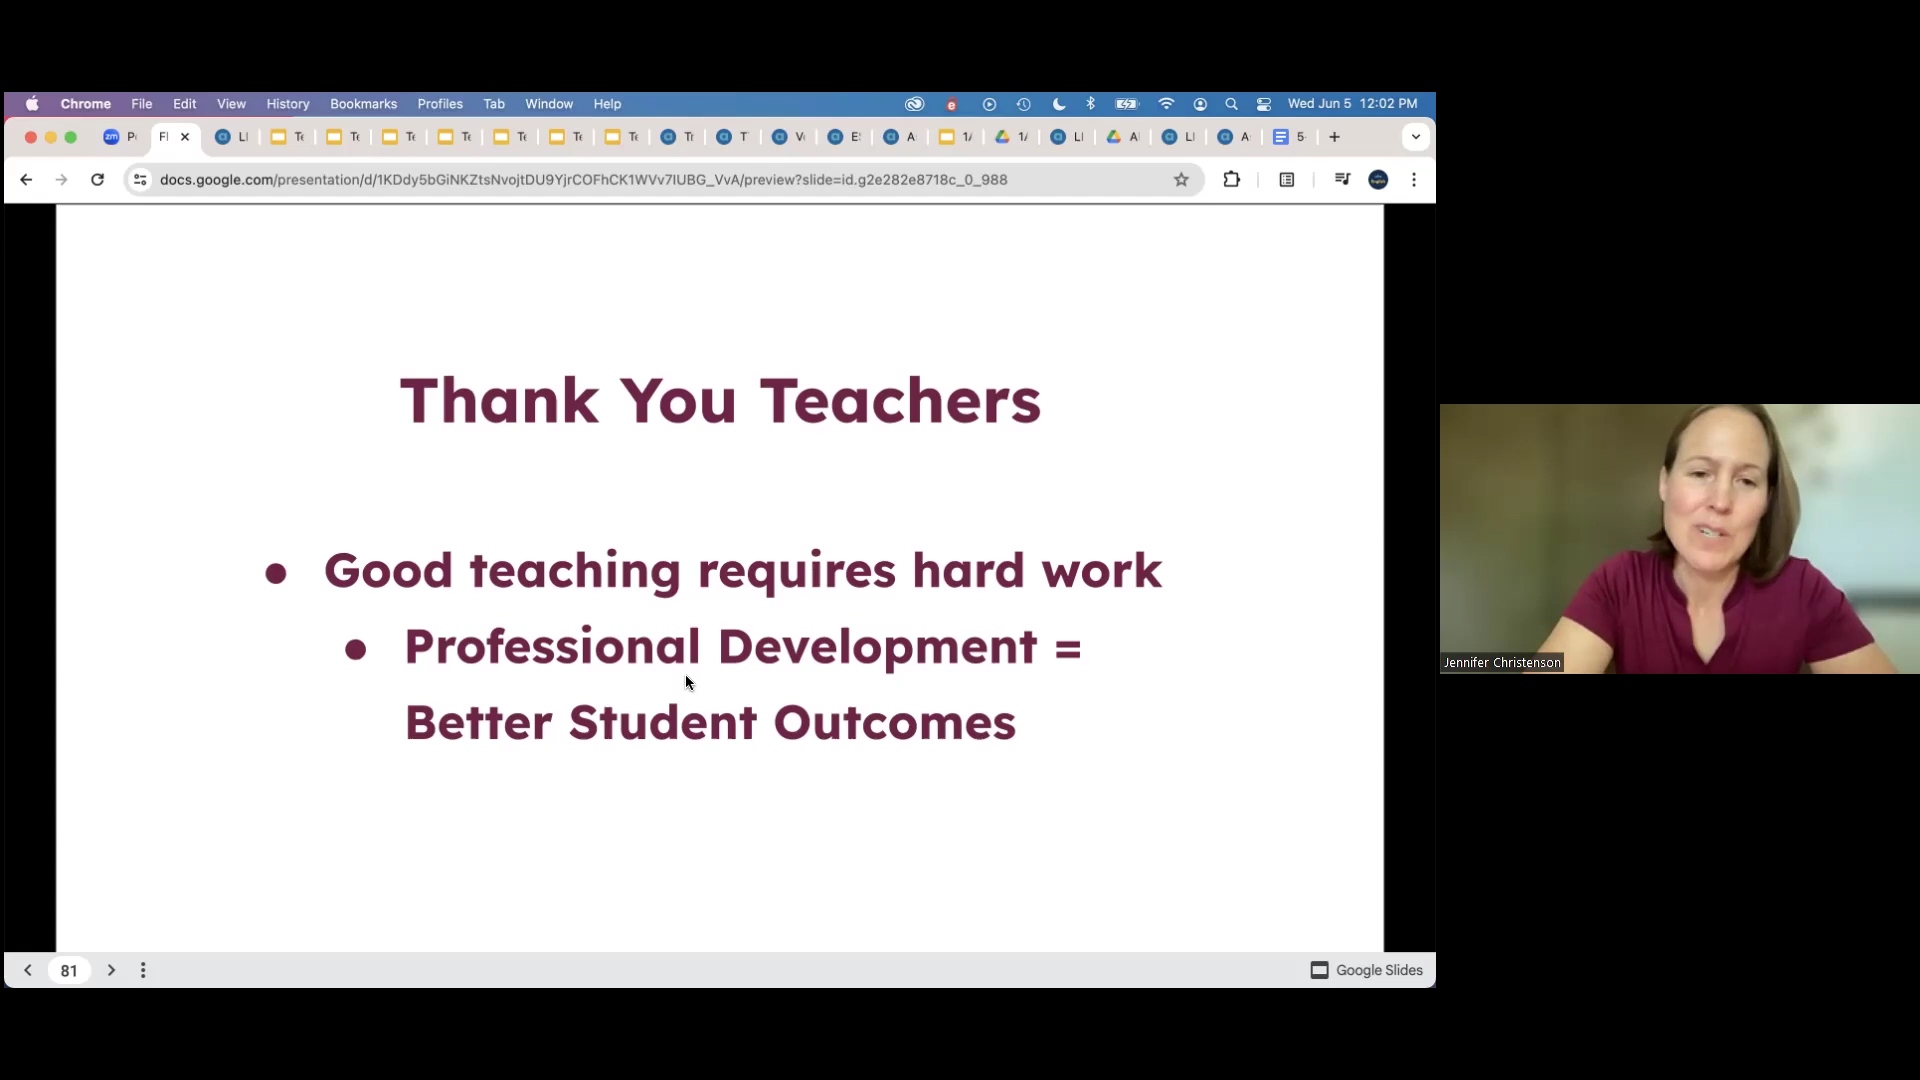 Chrome File Edit View History Bookmarks Profiles Tab Window Help Wed Jun 5 12:02 PM
docs.google.com/presentation/d/1KDdy5bGiNKZtsNvojtDU9YjrCOFhCK1WVv7IUBG_VvA/preview?slide=id.g2e282e8718c_0_988
Thank You Teachers
● Good teaching requires hard work
● Professional Development =
Better Student Outcomes
Jennifer Christenson
81
Google Slides